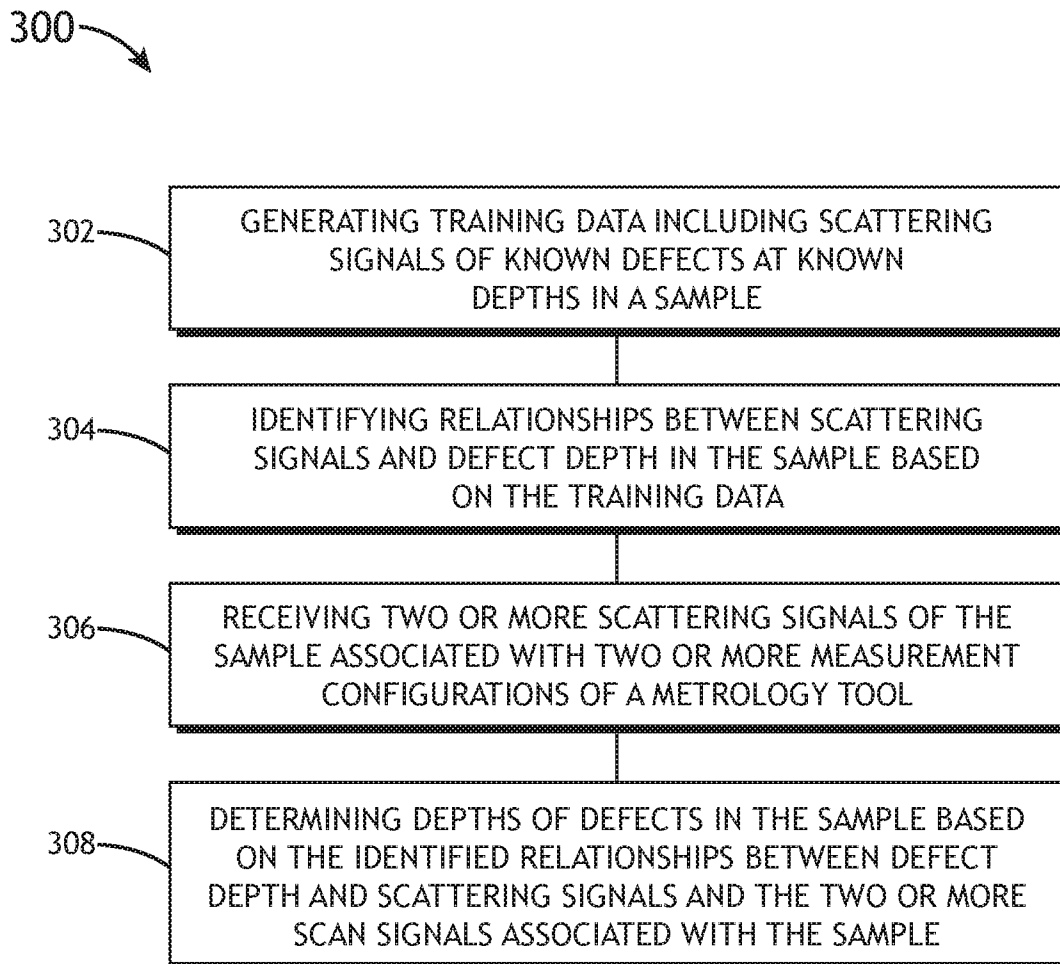 300
302
GENERATING TRAINING DATA INCLUDING SCATTERING
SIGNALS OF KNOWN DEFECTS AT KNOWN
DEPTHS IN A SAMPLE
304
IDENTIFYING RELATIONSHIPS BETWEEN SCATTERING
SIGNALS AND DEFECT DEPTH IN THE SAMPLE BASED
ON THE TRAINING DATA
306
RECEIVING TWO OR MORE SCATTERING SIGNALS OF THE
SAMPLE ASSOCIATED WITH TWO OR MORE MEASUREMENT
CONFIGURATIONS OF A METROLOGY TOOL
308
DETERMINING DEPTHS OF DEFECTS IN THE SAMPLE BASED
ON THE IDENTIFIED RELATIONSHIPS BETWEEN DEFECT
DEPTH AND SCATTERING SIGNALS AND THE TWO OR MORE
SCAN SIGNALS ASSOCIATED WITH THE SAMPLE